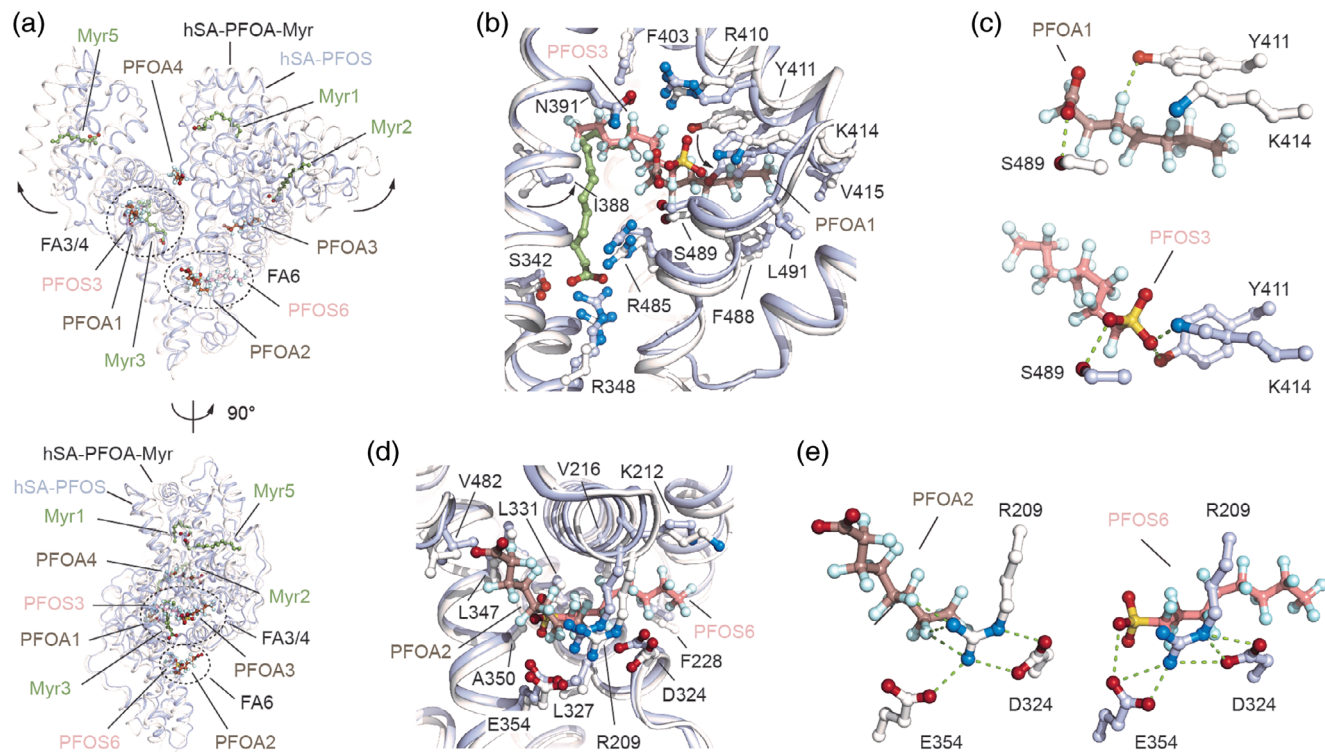 (a)
Myr5
hSA-PFOA-Myr
PFOA4
hSA-PFOS
Myr1
Myr2
FA3/4
PFOA3
PFOS3
FA6
PFOA1
PFOS6
Myr3
PFOA2
90°
hSA-PFOA-Myr
hSA-PFOS
Myr5
Myr1
PFOA4
Myr2
PFOS3
FA3/4
PFOA1
PFOA3
Myr3
FA6
PFOS6
PFOA2
(b)
F403
R410
PFOS3
Y411
N391
K414
V415
I388
PFOA1
S489
S342
L491
R485
F488
R348
(c)
PFOA1
Y411
K414
S489
PFOS3
Y411
S489
K414
(d)
V216
K212
V482
L331
L347
PFOS6
PFOA2
F228
A350
D324
E354
L327
R209
(e)
PFOA2
R209
D324
E354
PFOS6
R209
D324
E354